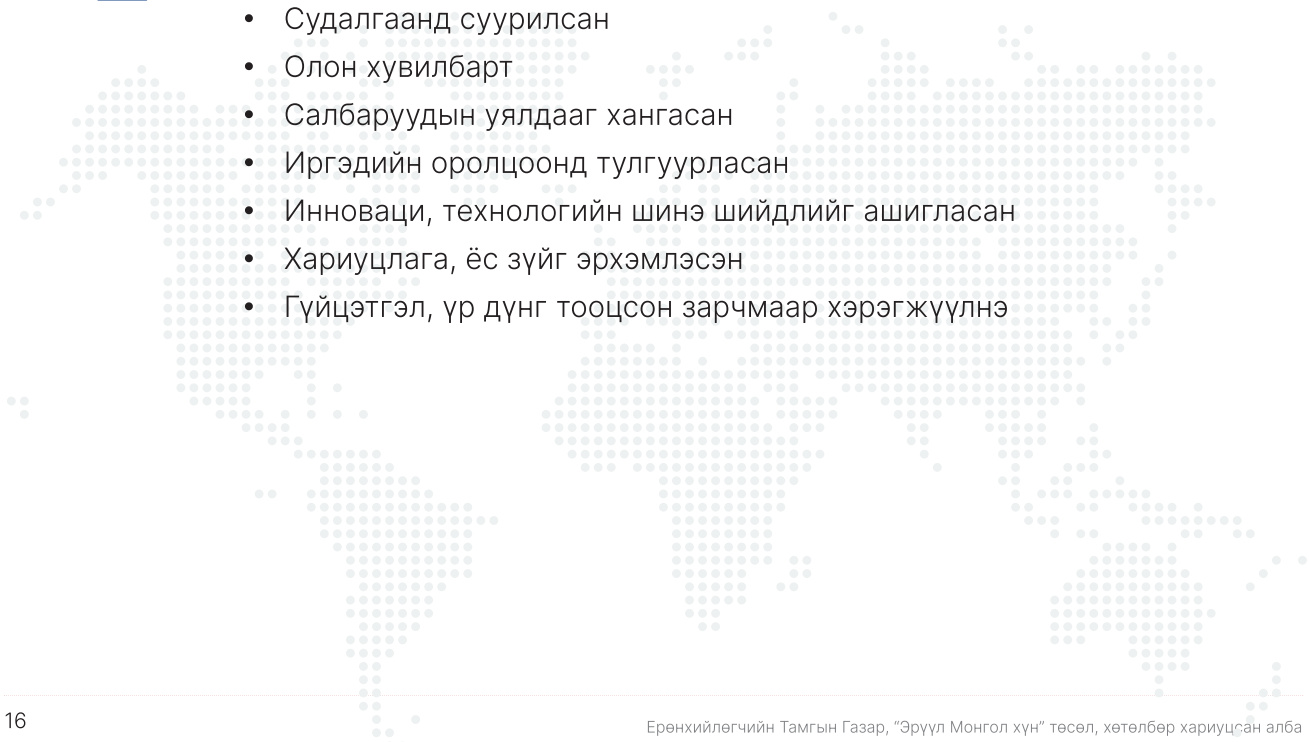 • Судалгаанд суурилсан
• Олон хувилбарт
• Салбаруудын уялдааг хангасан
• Иргэдийн оролцоонд тулгуурласан
• Инноваци, технологийн шинэ шийдлийг ашигласан
• Хариуцлага, ёс зүйг эрхэмлэсэн
• Гүйцэтгэл, үр дүнг тооцсон зарчмаар хэрэгжүүлнэ
16
Ерөнхийлөгчийн Тамгын Газар, “Эрүүл Монгол хүн” төсөл, хөтөлбөр хариуцсан алба